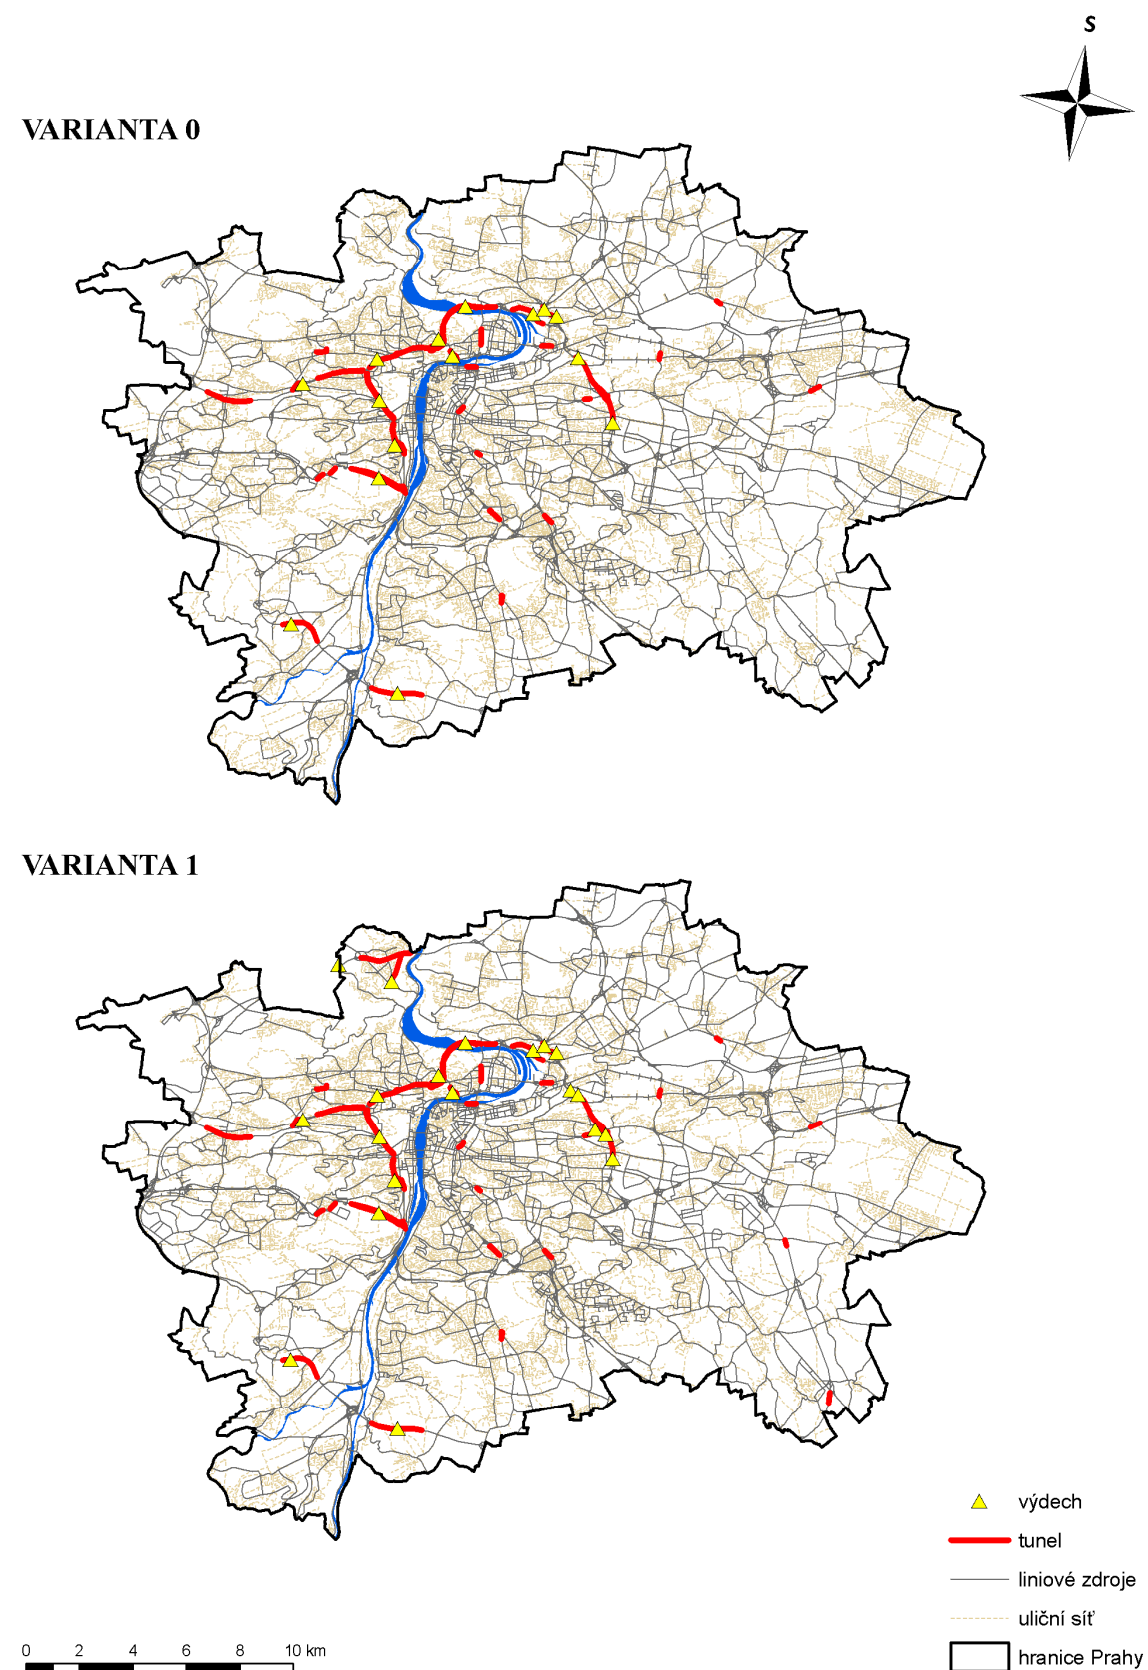 S
VARIANTA 0
VARIANTA 1
výdech
tunel
liniové zdroje
uliční síť
hranice Prahy
0 2 4 6 8 10 km